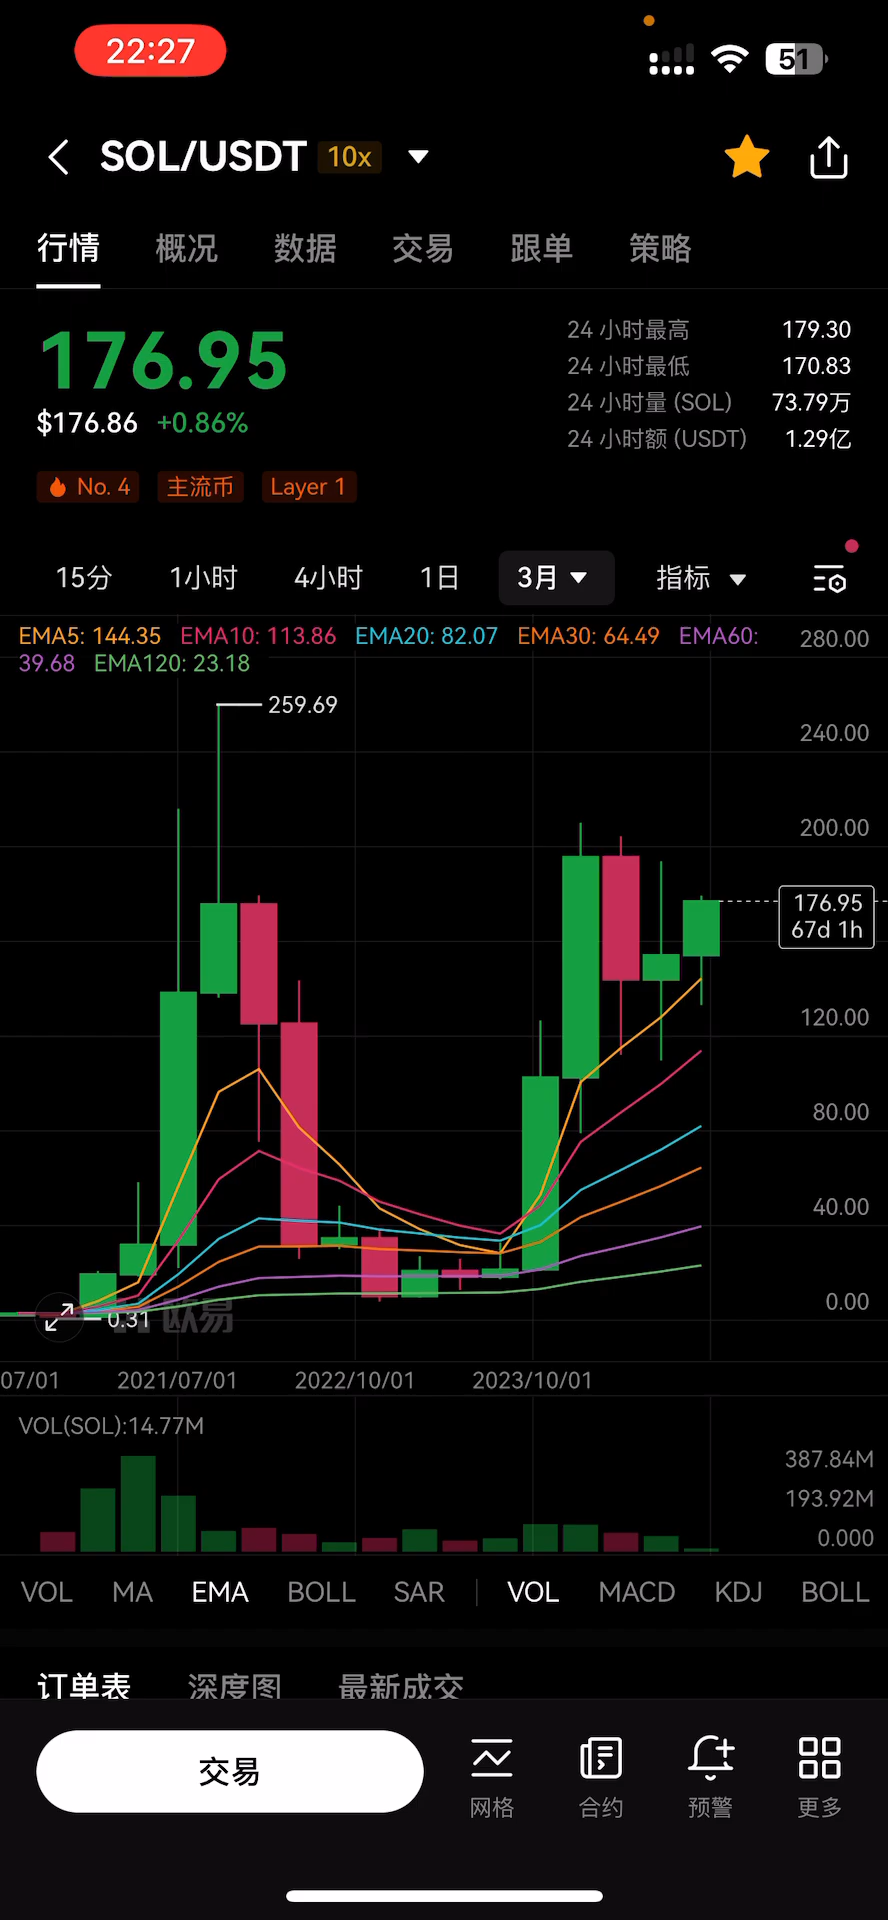 22:27
51
SOL/USDT 10x
行情 概况 数据 交易 跟单 策略
176.95
$176.86 +0.86%
24 小时最高 179.30
24 小时最低 170.83
24 小时量 (SOL) 73.79万
24 小时额 (USDT) 1.29亿
No. 4 主流币 Layer 1
15分 1小时 4小时 1日 3月 指标
EMA5: 144.35 EMA10: 113.86 EMA20: 82.07 EMA30: 64.49 EMA60:
39.68 EMA120: 23.18
280.00
259.69
240.00
200.00
176.95
67d 1h
120.00
80.00
40.00
0.00
0.31
欧易
07/01 2021/07/01 2022/10/01 2023/10/01
VOL(SOL):14.77M
387.84M
193.92M
0.000
VOL MA EMA BOLL SAR VOL MACD KDJ BOLL
订单表 深度图 最新成交
交易
网格 合约 预警 更多